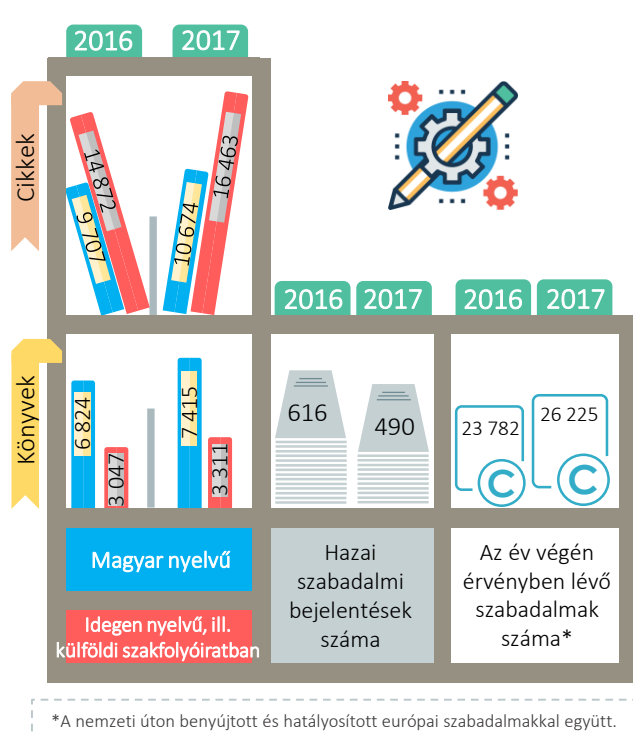 2016
2017
Cikkek
9 707
14 872
10 674
16 463
2016
2017
2016
2017
Könyvek
6 824
3 047
7 415
3 311
616
490
23 782
26 225
C
C
Magyar nyelvű
Idegen nyelvű, ill.
külföldi szakfolyóiratban
Hazai
szabadalmi
bejelentések
száma
Az év végén
érvényben lévő
szabadalmak
száma*
*A nemzeti úton benyújtott és hatályosított európai szabadalmakkal együtt.